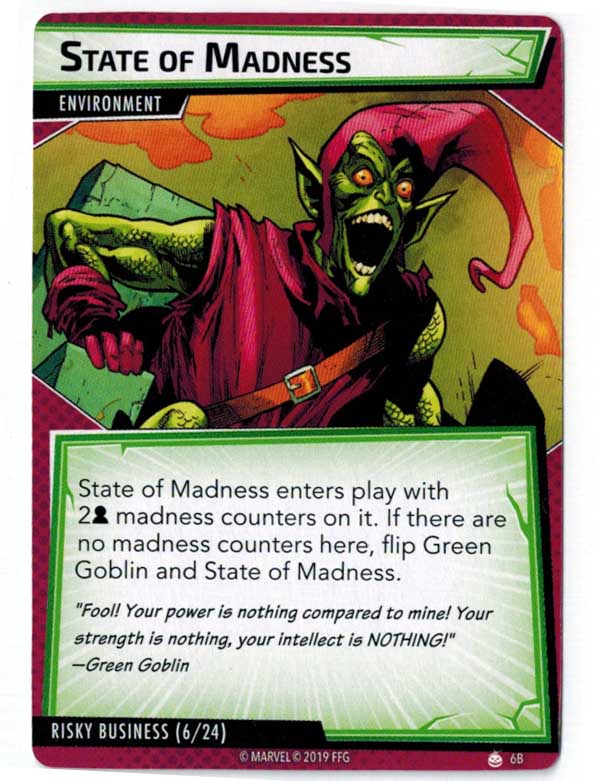 STATE OF MADNESS
ENVIRONMENT
State of Madness enters play with
2 madness counters on it. If there are
no madness counters here, flip Green
Goblin and State of Madness.
"Fool! Your power is nothing compared to mine! Your
strength is nothing, your intellect is NOTHING!"
—Green Goblin
RISKY BUSINESS (6/24)
© MARVEL © 2019 FFG
6B